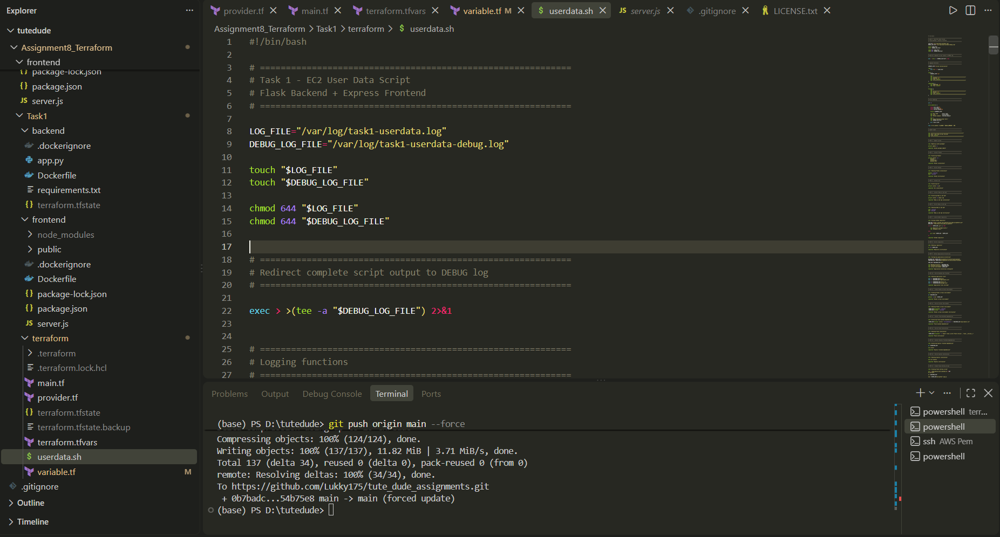 Explorer
tutedude
Assignment8_Terraform
frontend
package-lock.json
package.json
JS server.js
Task1
backend
.dockerignore
app.py
Dockerfile
requirements.txt
{} terraform.tfstate
frontend
node_modules
public
.dockerignore
Dockerfile
{} package-lock.json
{} package.json
JS server.js
terraform
.terraform
.terraform.lock.hcl
main.tf
provider.tf
{} terraform.tfstate
terraform.tfstate.backup
terraform.tfvars
$ userdata.sh
variable.tf M
.gitignore
Outline
Timeline
provider.tf
main.tf
terraform.tfvars
variable.tf M
$ userdata.sh
JS server.js
.gitignore
LICENSE.txt
Assignment8_Terraform > Task1 > terraform > $ userdata.sh
1 #!/bin/bash
2
3 # ============================================================
4 # Task 1 - EC2 User Data Script
5 # Flask Backend + Express Frontend
6 # ============================================================
7
8 LOG_FILE="/var/log/task1-userdata.log"
9 DEBUG_LOG_FILE="/var/log/task1-userdata-debug.log"
10
11 touch "$LOG_FILE"
12 touch "$DEBUG_LOG_FILE"
13
14 chmod 644 "$LOG_FILE"
15 chmod 644 "$DEBUG_LOG_FILE"
16
17
18 # ============================================================
19 # Redirect complete script output to DEBUG log
20 # ============================================================
21
22 exec > >(tee -a "$DEBUG_LOG_FILE") 2>&1
23
24
25 # ============================================================
26 # Logging functions
27 # ============================================================
Problems
Output
Debug Console
Terminal
Ports
(base) PS D:\tutedude> git push origin main --force
Compressing objects: 100% (124/124), done.
Writing objects: 100% (137/137), 11.82 MiB | 3.71 MiB/s, done.
Total 137 (delta 34), reused 0 (delta 0), pack-reused 0 (from 0)
remote: Resolving deltas: 100% (34/34), done.
To https://github.com/Lukky175/tute_dude_assignments.git
+ 0b7badc...54b75e8 main -> main (forced update)
(base) PS D:\tutedude>
powershell terr...
powershell
ssh AWS Pem
powershell